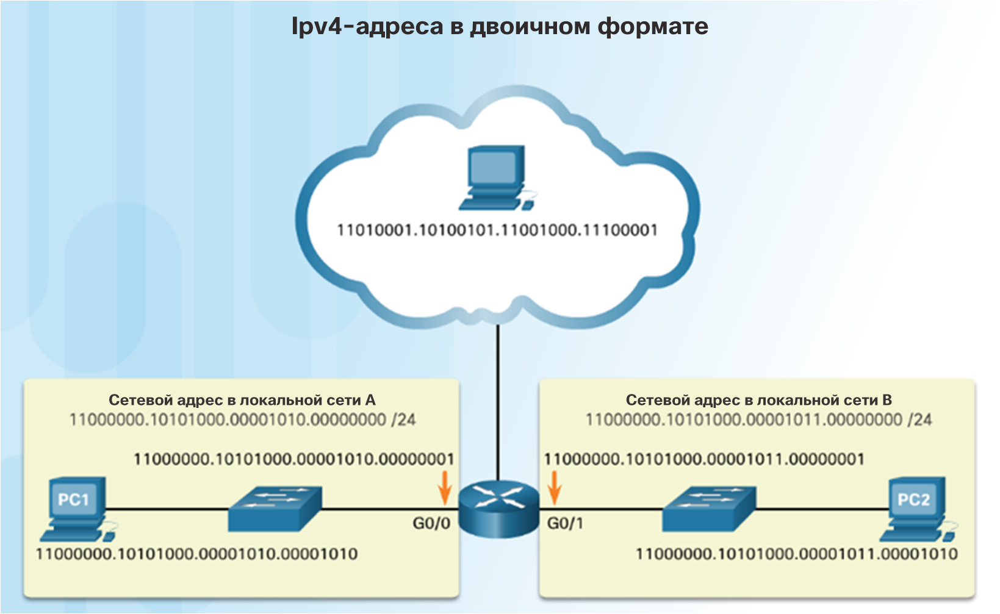 Ipv4-адреса в двоичном формате
11010001.10100101.11001000.11100001
Сетевой адрес в локальной сети A
11000000.10101000.00001010.00000000 /24
11000000.10101000.00001010.00000001
PC1
G0/0
11000000.10101000.00001010.00001010
Сетевой адрес в локальной сети B
11000000.10101000.00001011.00000000 /24
11000000.10101000.00001011.00000001
G0/1
PC2
11000000.10101000.00001011.00001010